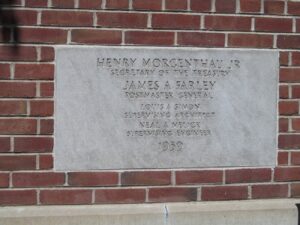 HENRY MORGENTHAU JR
SECRETARY OF THE TREASURY
JAMES A FARLEY
POSTMASTER GENERAL
LOUIS A SIMON
SUPERVISING ARCHITECT
NEAL A MELICK
SUPERVISING ENGINEER